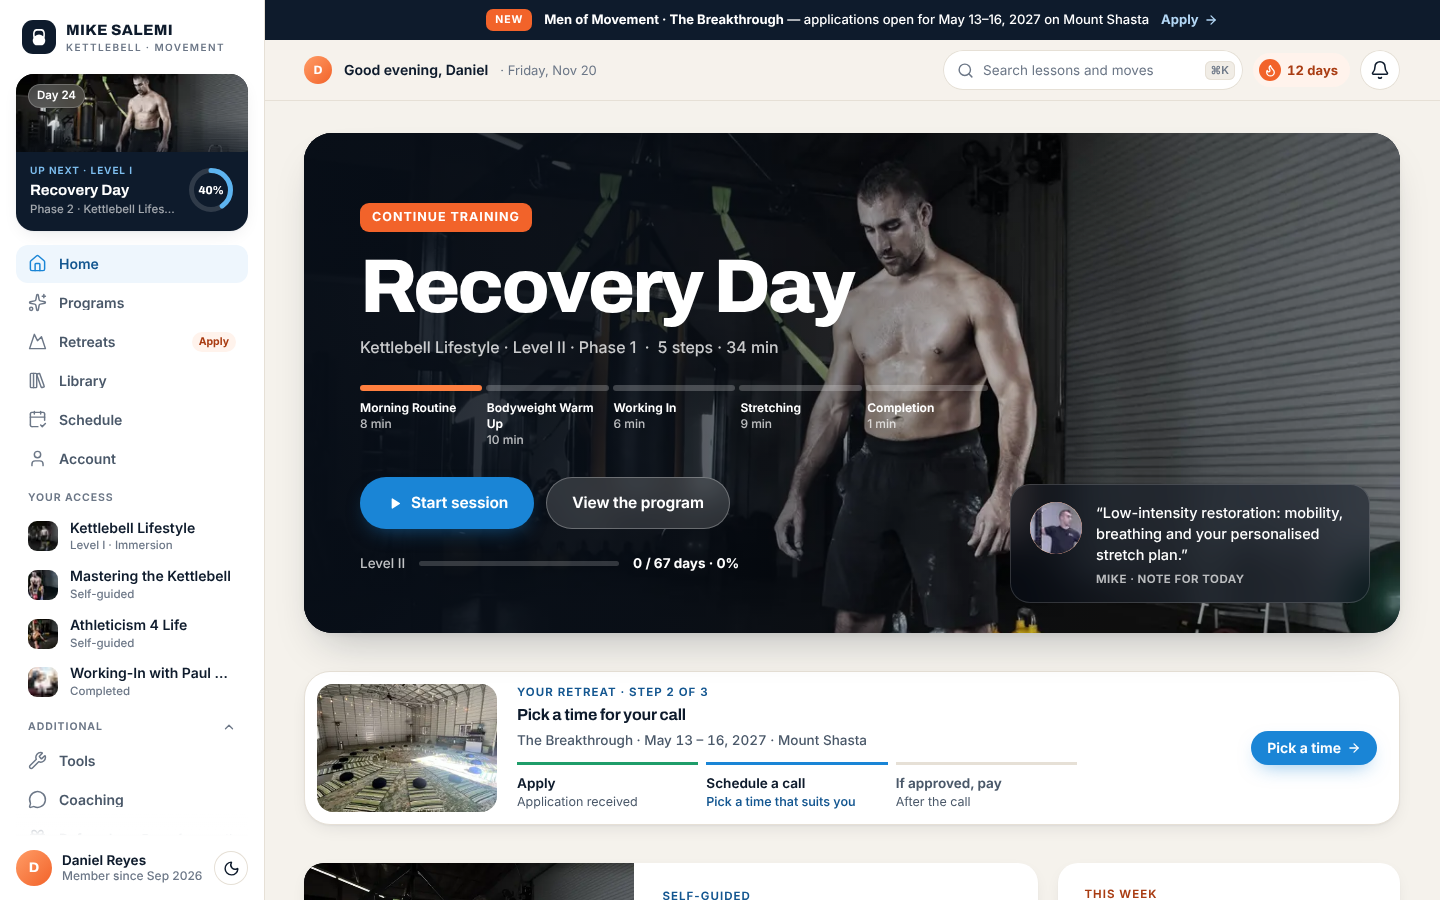 MIKE SALEMI
KETTLEBELL · MOVEMENT
Day 24
UP NEXT · LEVEL I
Recovery Day
Phase 2 · Kettlebell Lifes...
40%
Home
Programs
Retreats
Apply
Library
Schedule
Account
YOUR ACCESS
Kettlebell Lifestyle
Level I · Immersion
Mastering the Kettlebell
Self-guided
Athleticism 4 Life
Self-guided
Working-In with Paul ...
Completed
ADDITIONAL
Tools
Coaching
D
Daniel Reyes
Member since Sep 2026
NEW Men of Movement · The Breakthrough — applications open for May 13–16, 2027 on Mount Shasta Apply →
D Good evening, Daniel · Friday, Nov 20
Search lessons and moves ⌘K
12 days
CONTINUE TRAINING
Recovery Day
Kettlebell Lifestyle · Level II · Phase 1 · 5 steps · 34 min
Morning Routine
8 min
Bodyweight Warm
Up
10 min
Working In
6 min
Stretching
9 min
Completion
1 min
Start session
View the program
Level II
0 / 67 days · 0%
“Low-intensity restoration: mobility,
breathing and your personalised
stretch plan.”
MIKE · NOTE FOR TODAY
YOUR RETREAT · STEP 2 OF 3
Pick a time for your call
The Breakthrough · May 13 – 16, 2027 · Mount Shasta
Apply
Application received
Schedule a call
Pick a time that suits you
If approved, pay
After the call
Pick a time →
SELF-GUIDED
THIS WEEK